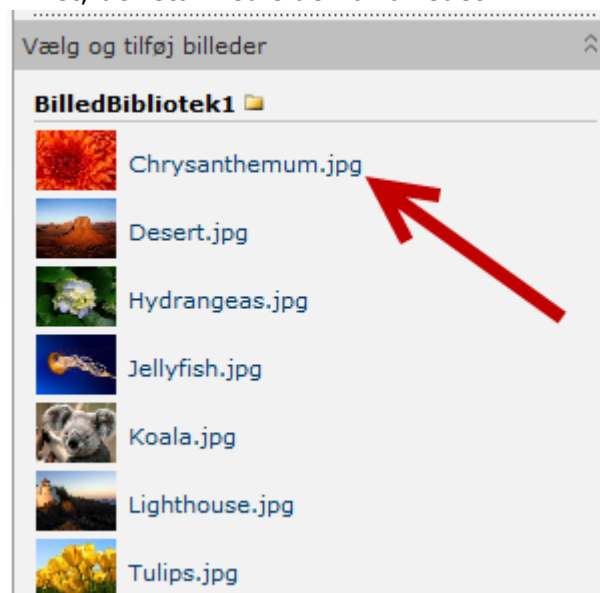 Vælg og tilføj billeder
BilledBibliotek1
Chrysanthemum.jpg
Desert.jpg
Hydrangeas.jpg
Jellyfish.jpg
Koala.jpg
Lighthouse.jpg
Tulips.jpg